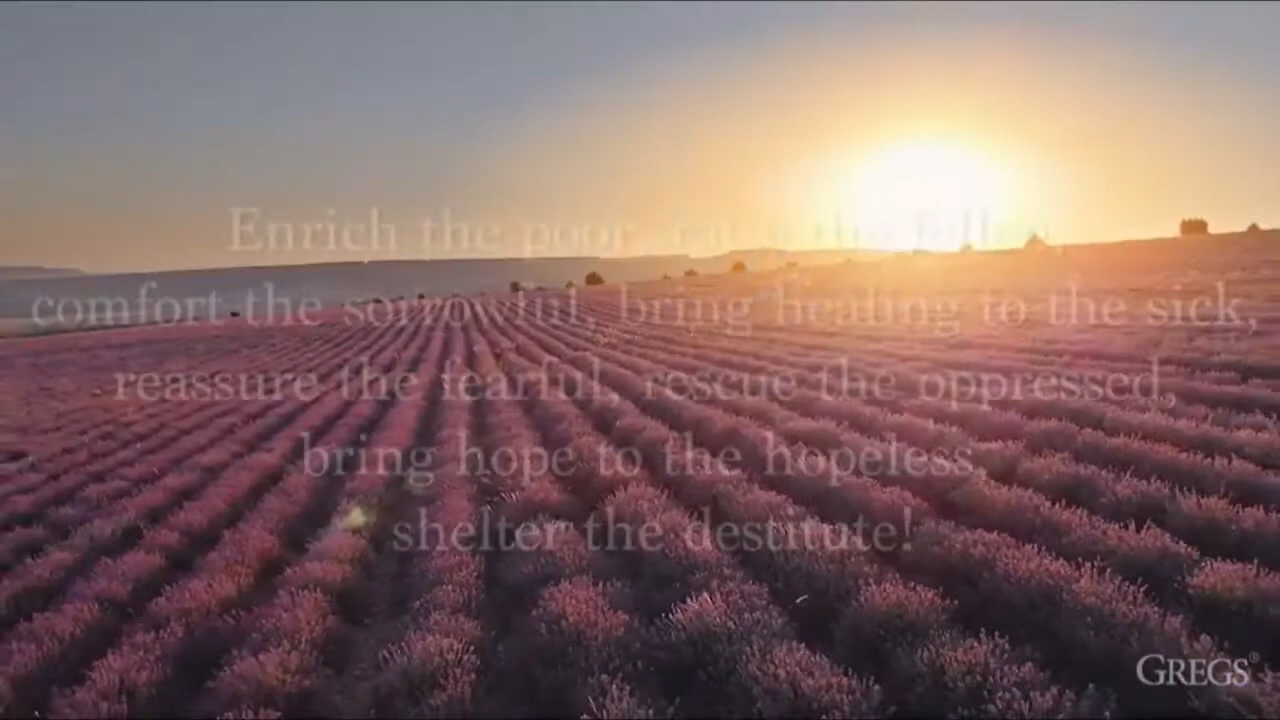 Enrich the poor,
comfort the sorrowful, bring healing to the sick,
reassure the fearful, rescue the oppressed,
bring hope to the hopeless
shelter the destitute!
GREGS®